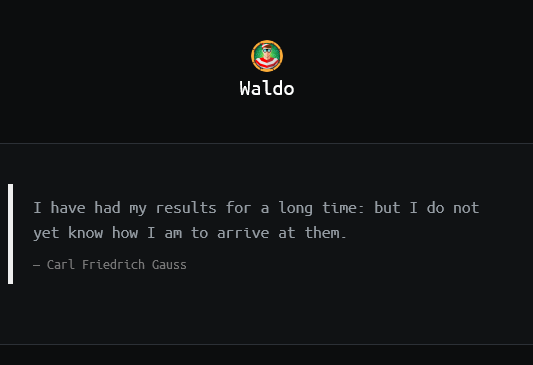 Waldo
I have had my results for a long time: but I do not
yet know how I am to arrive at them.
— Carl Friedrich Gauss